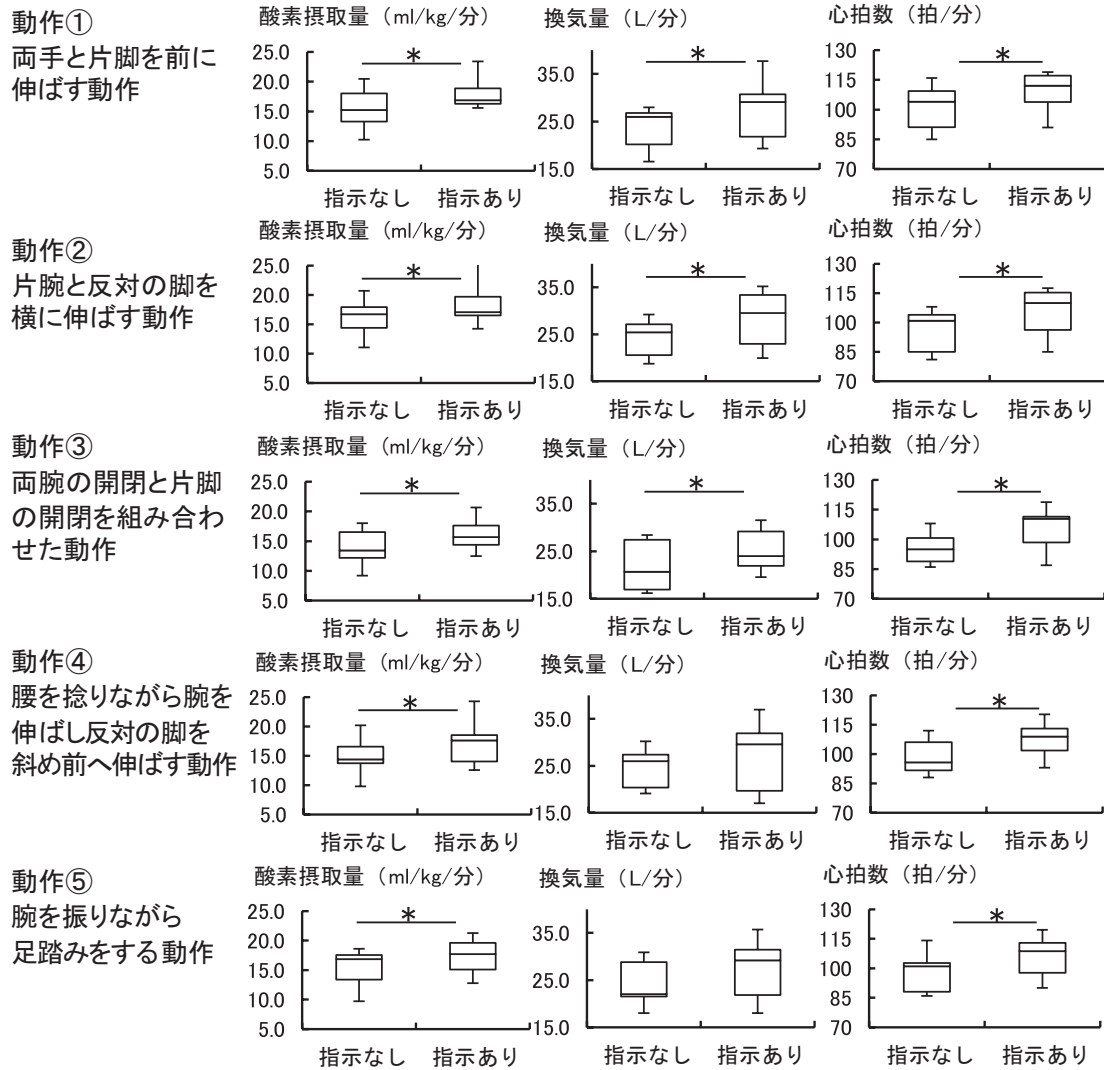 動作①
両手と片脚を前に
伸ばす動作
酸素摂取量 (ml/kg/分)
25.0
20.0
15.0
10.0
5.0
*
指示なし 指示あり
換気量 (L/分)
35.0
25.0
15.0
*
指示なし 指示あり
心拍数 (拍/分)
130
115
100
85
70
*
指示なし 指示あり
動作②
片腕と反対の脚を
横に伸ばす動作
酸素摂取量 (ml/kg/分)
25.0
20.0
15.0
10.0
5.0
*
指示なし 指示あり
換気量 (L/分)
35.0
25.0
15.0
*
指示なし 指示あり
心拍数 (拍/分)
130
115
100
85
70
*
指示なし 指示あり
動作③
両腕の開閉と片脚
の開閉を組み合わ
せた動作
酸素摂取量 (ml/kg/分)
25.0
20.0
15.0
10.0
5.0
*
指示なし 指示あり
換気量 (L/分)
35.0
25.0
15.0
*
指示なし 指示あり
心拍数 (拍/分)
130
115
100
85
70
*
指示なし 指示あり
動作④
腰を捻りながら腕を
伸ばし反対の脚を
斜め前へ伸ばす動作
酸素摂取量 (ml/kg/分)
25.0
20.0
15.0
10.0
5.0
*
指示なし 指示あり
換気量 (L/分)
35.0
25.0
15.0
指示なし 指示あり
心拍数 (拍/分)
130
115
100
85
70
*
指示なし 指示あり
動作⑤
腕を振りながら
足踏みをする動作
酸素摂取量 (ml/kg/分)
25.0
20.0
15.0
10.0
5.0
*
指示なし 指示あり
換気量 (L/分)
35.0
25.0
15.0
指示なし 指示あり
心拍数 (拍/分)
130
115
100
85
70
*
指示なし 指示あり